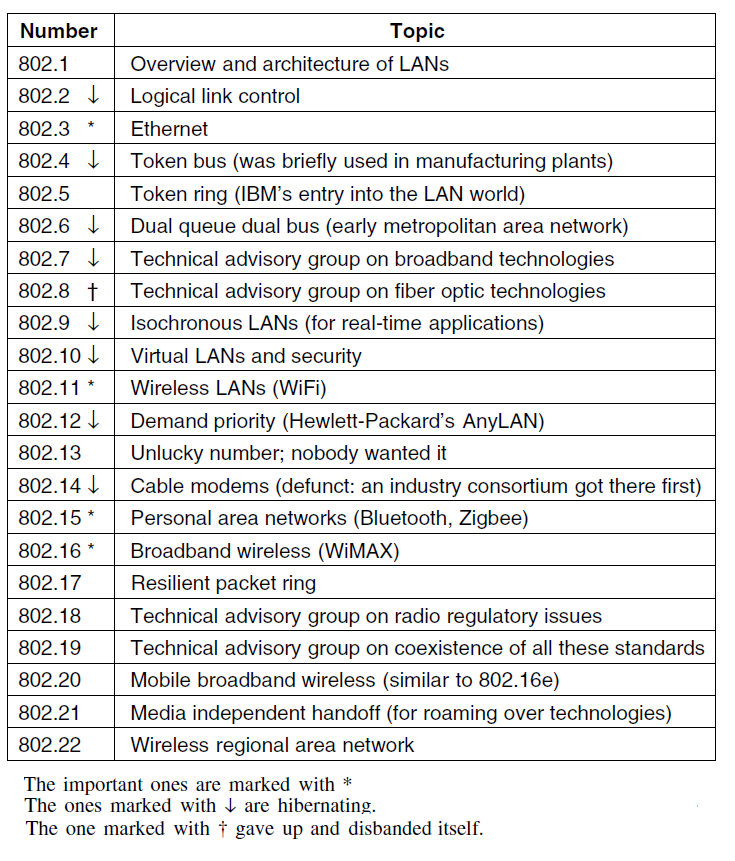 Number Topic
802.1 Overview and architecture of LANs
802.2 ↓ Logical link control
802.3 * Ethernet
802.4 ↓ Token bus (was briefly used in manufacturing plants)
802.5 Token ring (IBM's entry into the LAN world)
802.6 ↓ Dual queue dual bus (early metropolitan area network)
802.7 ↓ Technical advisory group on broadband technologies
802.8 † Technical advisory group on fiber optic technologies
802.9 ↓ Isochronous LANs (for real-time applications)
802.10 ↓ Virtual LANs and security
802.11 * Wireless LANs (WiFi)
802.12 ↓ Demand priority (Hewlett-Packard's AnyLAN)
802.13 Unlucky number; nobody wanted it
802.14 ↓ Cable modems (defunct: an industry consortium got there first)
802.15 * Personal area networks (Bluetooth, Zigbee)
802.16 * Broadband wireless (WiMAX)
802.17 Resilient packet ring
802.18 Technical advisory group on radio regulatory issues
802.19 Technical advisory group on coexistence of all these standards
802.20 Mobile broadband wireless (similar to 802.16e)
802.21 Media independent handoff (for roaming over technologies)
802.22 Wireless regional area network
The important ones are marked with *
The ones marked with ↓ are hibernating.
The one marked with † gave up and disbanded itself.